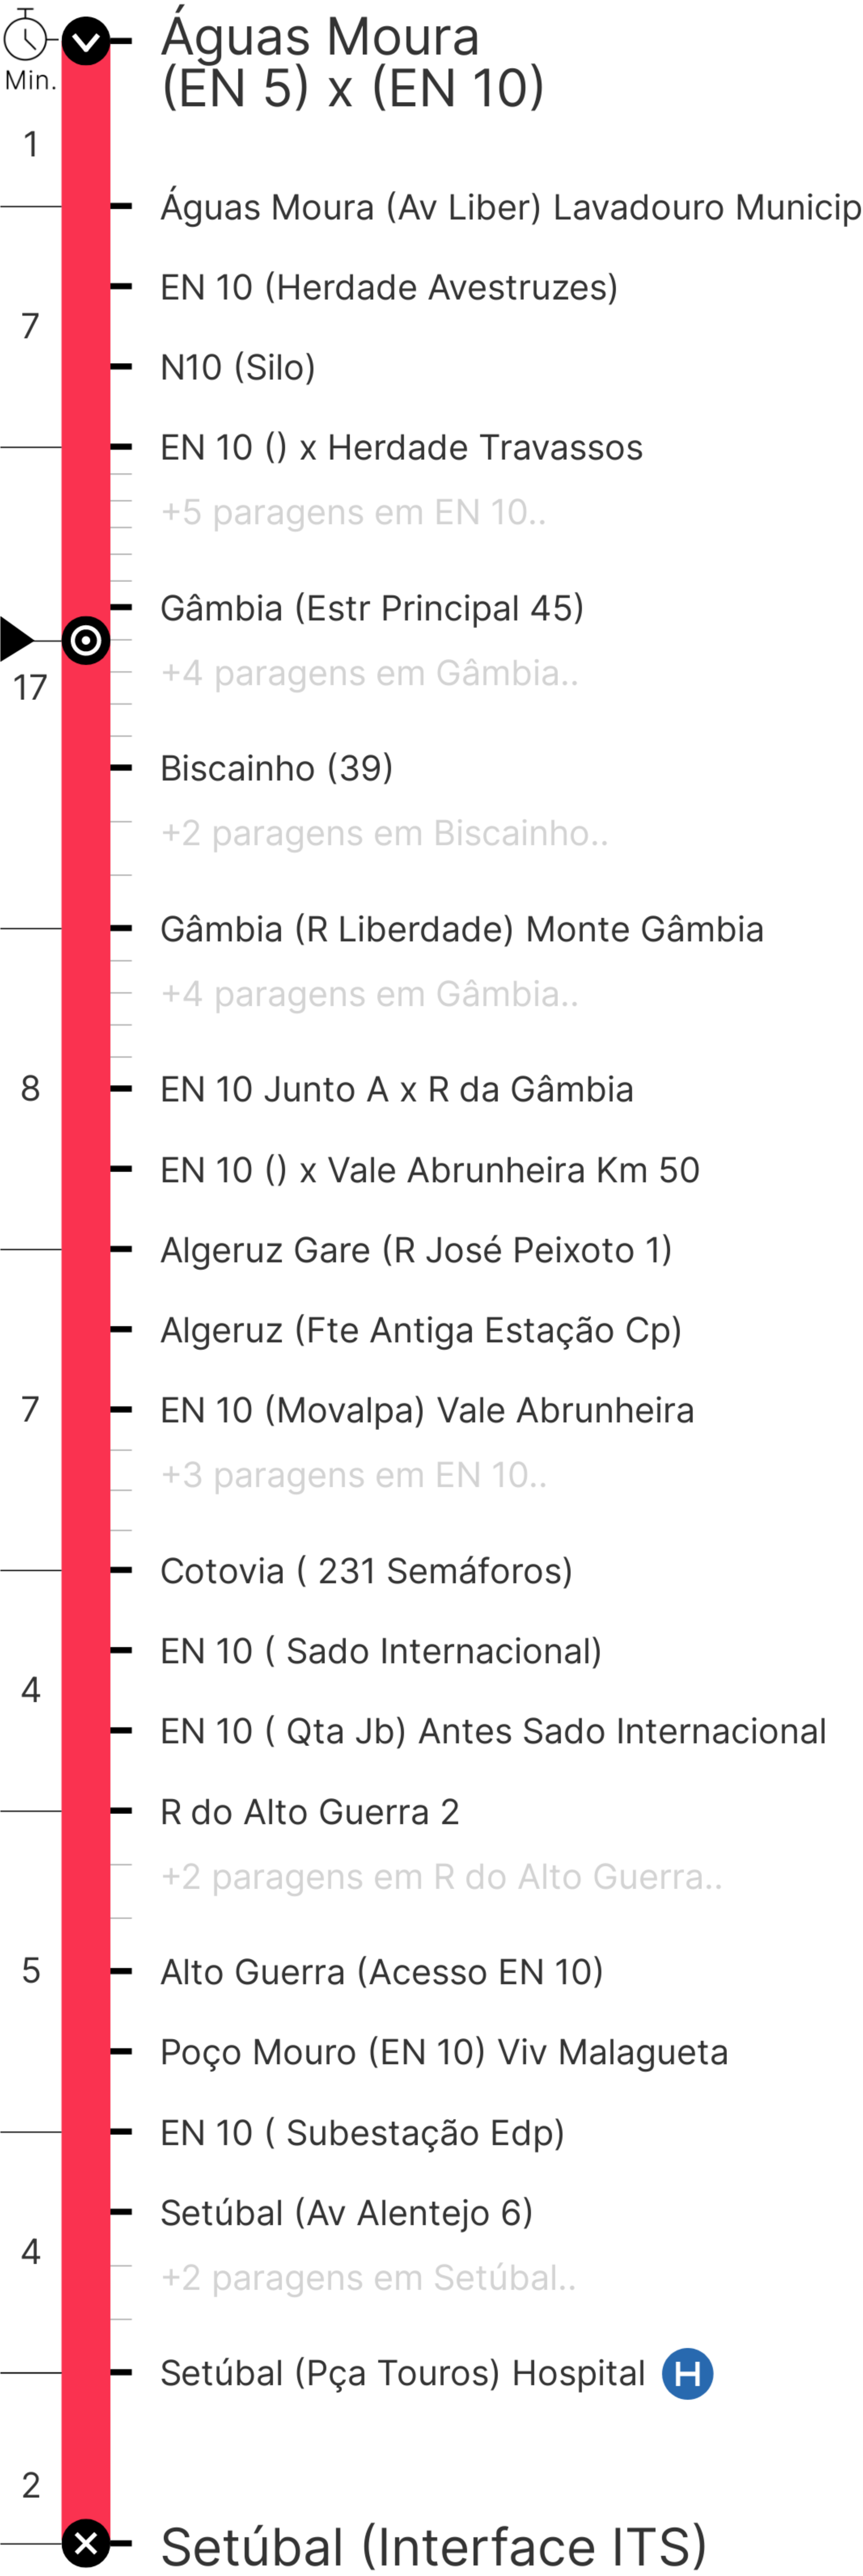 Águas Moura
(EN 5) x (EN 10)
Min.
1
Águas Moura (Av Liber) Lavadouro Municip
EN 10 (Herdade Avestruzes)
7
N10 (Silo)
EN 10 () x Herdade Travassos
+5 paragens em EN 10..
Gâmbia (Estr Principal 45)
+4 paragens em Gâmbia..
17
Biscainho (39)
+2 paragens em Biscainho..
Gâmbia (R Liberdade) Monte Gâmbia
+4 paragens em Gâmbia..
8
EN 10 Junto A x R da Gâmbia
EN 10 () x Vale Abrunheira Km 50
Algeruz Gare (R José Peixoto 1)
Algeruz (Fte Antiga Estação Cp)
7
EN 10 (Movalpa) Vale Abrunheira
+3 paragens em EN 10..
Cotovia ( 231 Semáforos)
EN 10 ( Sado Internacional)
4
EN 10 ( Qta Jb) Antes Sado Internacional
R do Alto Guerra 2
+2 paragens em R do Alto Guerra..
5
Alto Guerra (Acesso EN 10)
Poço Mouro (EN 10) Viv Malagueta
EN 10 ( Subestação Edp)
Setúbal (Av Alentejo 6)
4
+2 paragens em Setúbal..
Setúbal (Pça Touros) Hospital H
2
Setúbal (Interface ITS)